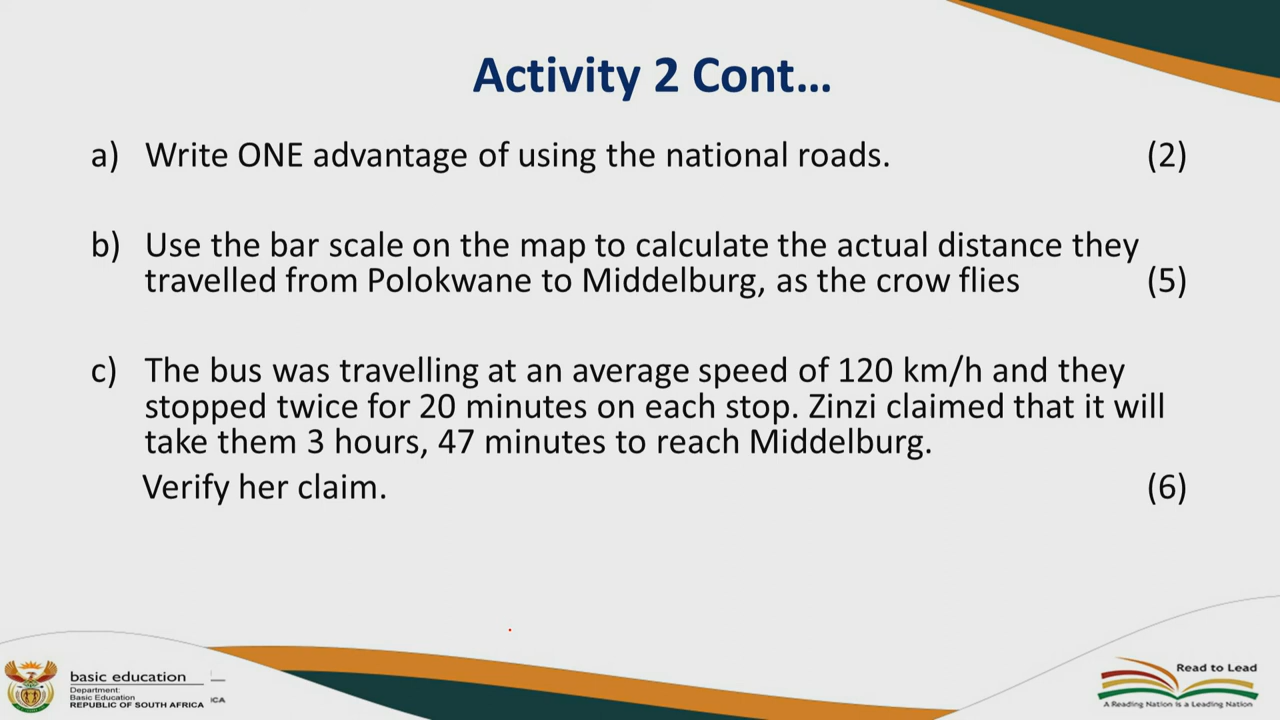 Activity 2 Cont...
a) Write ONE advantage of using the national roads. (2)
b) Use the bar scale on the map to calculate the actual distance they
travelled from Polokwane to Middelburg, as the crow flies (5)
c) The bus was travelling at an average speed of 120 km/h and they
stopped twice for 20 minutes on each stop. Zinzi claimed that it will
take them 3 hours, 47 minutes to reach Middelburg.
Verify her claim. (6)
basic education
Department:
Basic Education
REPUBLIC OF SOUTH AFRICA
ICA
Read to Lead
A Reading Nation is a Leading Nation